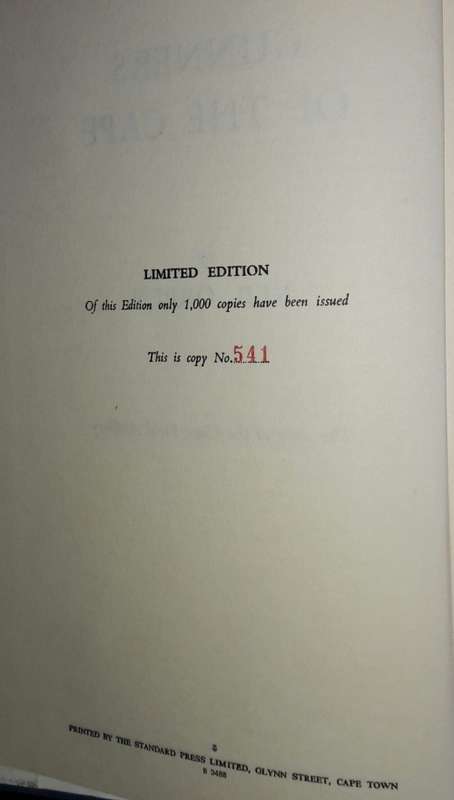 LIMITED EDITION
Of this Edition only 1,000 copies have been issued
This is copy No. 541
PRINTED BY THE STANDARD PRESS LIMITED, GLYNN STREET, CAPE TOWN
B 3488